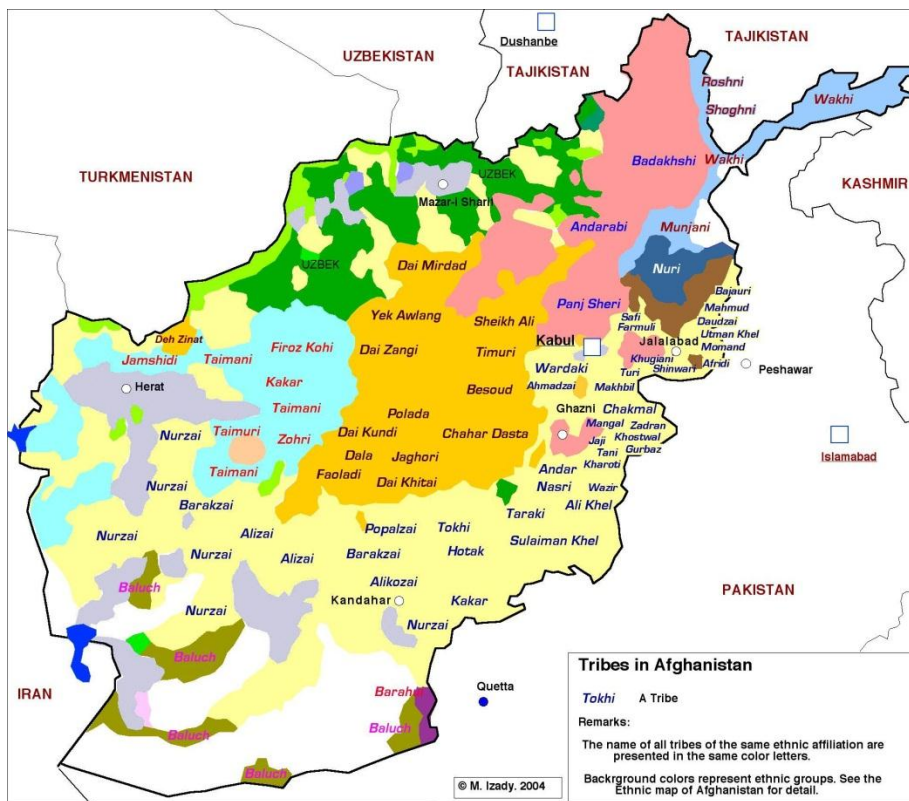 Dushanbe
TAJIKISTAN
UZBEKISTAN
TAJIKISTAN
Roshni
Shoghni
Wakhi
Badakhshi
Wakhi
TURKMENISTAN
KASHMIR
UZBEK
Mazar-i Sharif
Andarabi
Munjani
UZBEK
Dai Mirdad
Nuri
Bajauri
Panj Sheri
Mahmud
Yek Awlang
Sheikh Ali
Safi
Farmuli
Daudzai
Utman Khel
Deh Zinat
Firoz Kohi
Kabul
Jalalabad
Momand
Jamshidi
Taimani
Dai Zangi
Timuri
Wardaki
Khugiani
Afridi
Peshawar
Turi
Shinwari
Herat
Kakar
Besoud
Ahmadzai
Makhbil
Taimani
Polada
Ghazni
Chakmal
Nurzai
Taimuri
Zohri
Dai Kundi
Chahar Dasta
Mangal
Zadran
Jaji
Khostwal
Islamabad
Taimani
Dala
Jaghori
Tani
Gurbaz
Faoladi
Andar
Kharoti
Nurzai
Dai Khitai
Nasri
Wazir
Barakzai
Taraki
Ali Khel
Nurzai
Alizai
Popalzai
Tokhi
Nurzai
Alizai
Barakzai
Hotak
Sulaiman Khel
Baluch
Alikozai
PAKISTAN
Nurzai
Kandahar
Kakar
Nurzai
Baluch
IRAN
Barahui
Quetta
Baluch
Baluch
Baluch
Tribes in Afghanistan
Tokhi A Tribe
Remarks:
The name of all tribes of the same ethnic affiliation are
presented in the same color letters.
Backrground colors represent ethnic groups. See the
Ethnic map of Afghanistan for detail.
© M. Izady. 2004